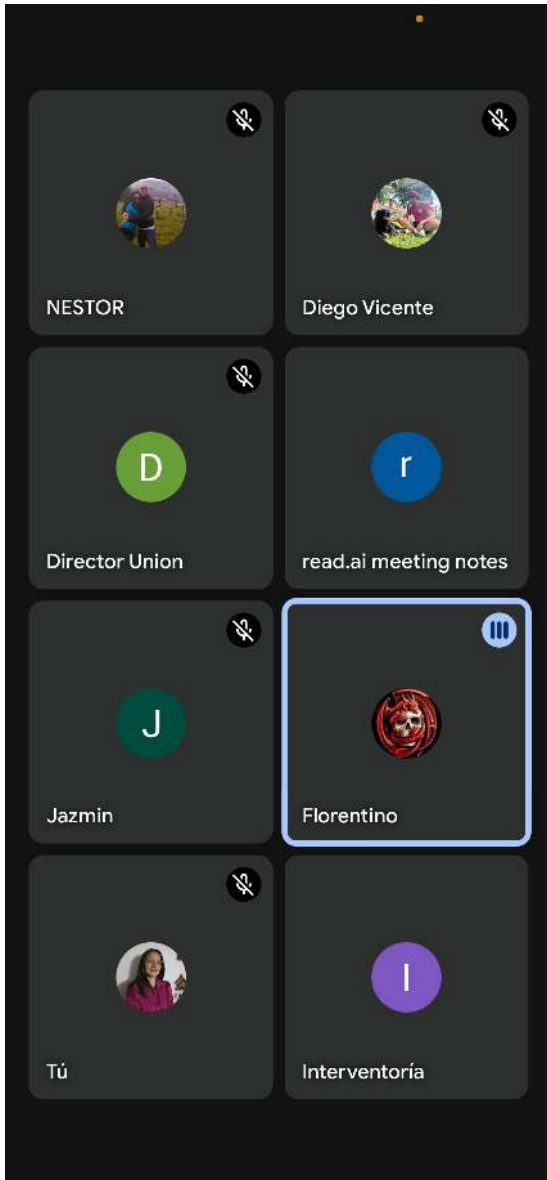 NESTOR
Diego Vicente
D
Director Union
r
read.ai meeting notes
J
Jazmin
Florentino
Tú
I
Interventoría